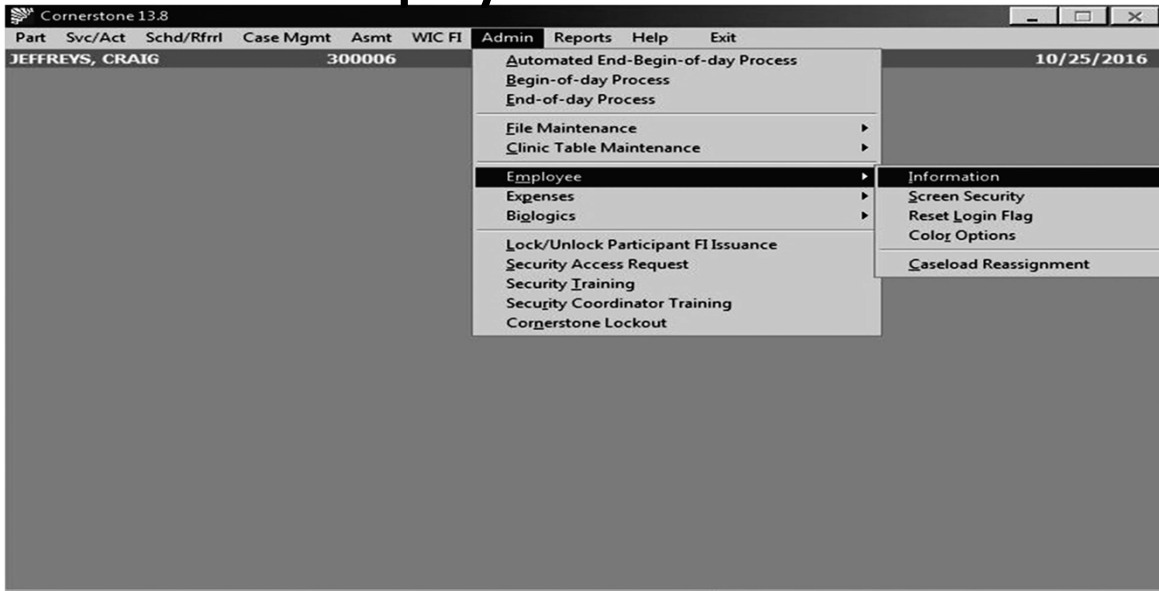 Cornerstone 13.8
Part Svc/Act Schd/Rfrrl Case Mgmt Asmt WIC FI Admin Reports Help Exit
JEFFREYS, CRAIG 300006 10/25/2016
Automated End-Begin-of-day Process
Begin-of-day Process
End-of-day Process
File Maintenance
Clinic Table Maintenance
Employee
Expenses
Biologics
Lock/Unlock Participant FI Issuance
Security Access Request
Security Training
Security Coordinator Training
Cornerstone Lockout
Information
Screen Security
Reset Login Flag
Color Options
Caseload Reassignment